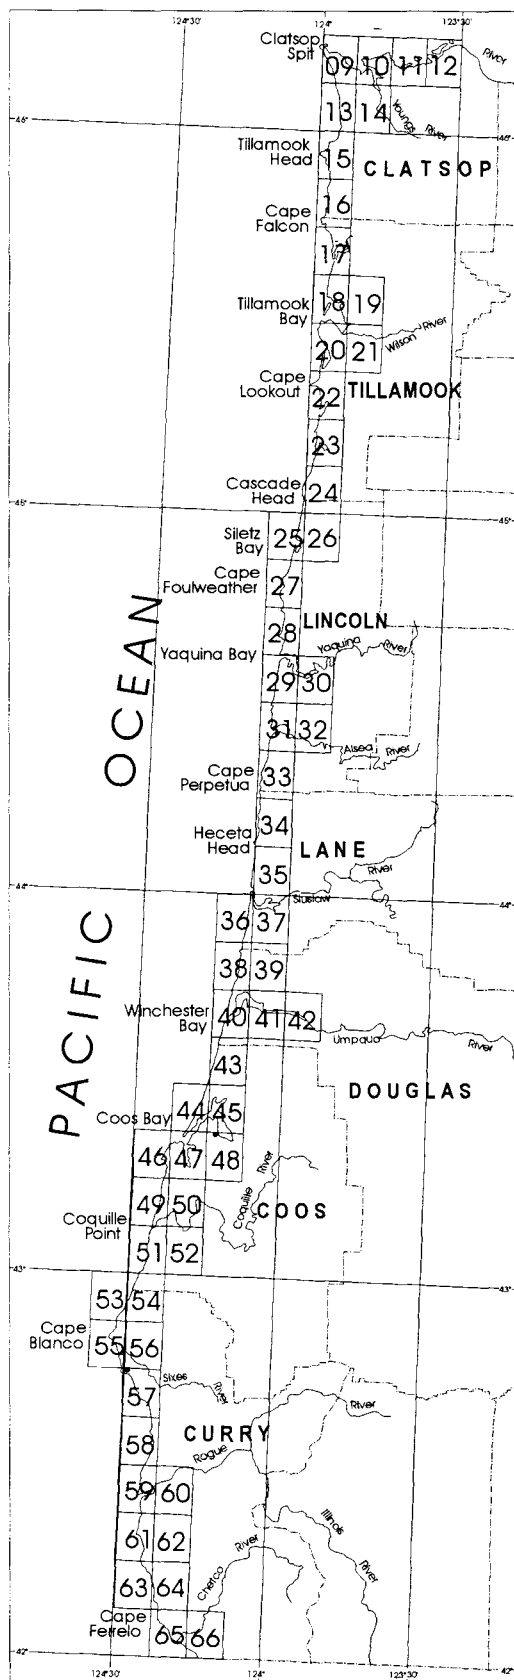 124°30'
124°
123°30'
Clatsop
Spit
09 10 11 12
River
46°
46°
13 14
Youngs
River
Tillamook
Head
15
CLATSOP
16
Cape
Falcon
17
Tillamook
Bay
18 19
20 21
Wilson
River
Cape
Lookout
22
TILLAMOOK
23
Cascade
Head
24
45°
45°
Siletz
Bay
25 26
Cape
Foulweather
27
28
LINCOLN
Yaquina Bay
Yaquina
River
29 30
31 32
Alsea
River
Cape
Perpetua
33
34
Heceta
Head
LANE
35
River
Siuslaw
44°
44°
36 37
38 39
Winchester
Bay
40 41 42
Umpqua
River
43
DOUGLAS
Coos Bay
44 45
46 47 48
Coquille
River
49 50
COOS
Coquille
Point
51 52
43°
43°
53 54
Cape
Blanco
55 56
Sixes
River
57
River
58
CURRY
Rogue
59 60
Illinois
River
61 62
Chetco
River
63 64
Cape
Ferrelo
65 66
42°
42°
124°30'
124°
123°30'
PACIFIC OCEAN